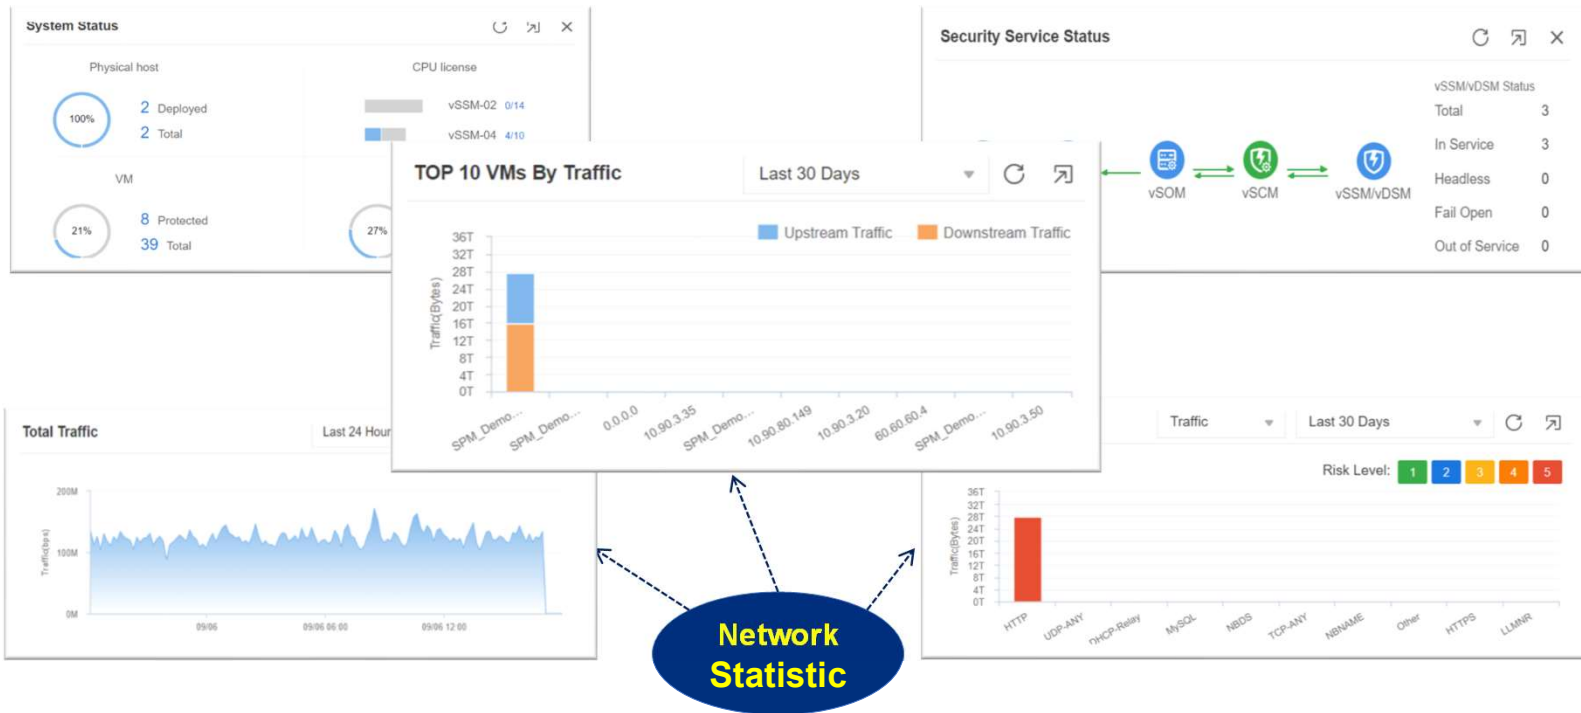 System Status
Physical host
CPU license
100%
2 Deployed
2 Total
vSSM-02 0/14
vSSM-04 4/10
VM
21%
8 Protected
39 Total
27%
Security Service Status
vSOM
vSCM
vSSM/vDSM
vSSM/vDSM Status
Total 3
In Service 3
Headless 0
Fail Open 0
Out of Service 0
TOP 10 VMs By Traffic
Last 30 Days
Upstream Traffic
Downstream Traffic
Traffic(Bytes)
36T
32T
28T
24T
20T
16T
12T
8T
4T
0T
SPM_Demo...
SPM_Demo...
0.0.0.0
10.90.3.35
SPM_Demo...
10.90.80.149
10.90.3.20
60.60.60.4
SPM_Demo...
10.90.3.50
Total Traffic
Last 24 Hour
Traffic(bps)
200M
100M
0M
09/06
09/06 06:00
09/06 12:00
Traffic
Last 30 Days
Risk Level: 1 2 3 4 5
Traffic(Bytes)
36T
32T
28T
24T
20T
16T
12T
8T
4T
0T
HTTP
UDP-ANY
DHCP-Relay
MySQL
NBDS
TCP-ANY
NBNAME
Other
HTTPS
LLMNR
Network
Statistic